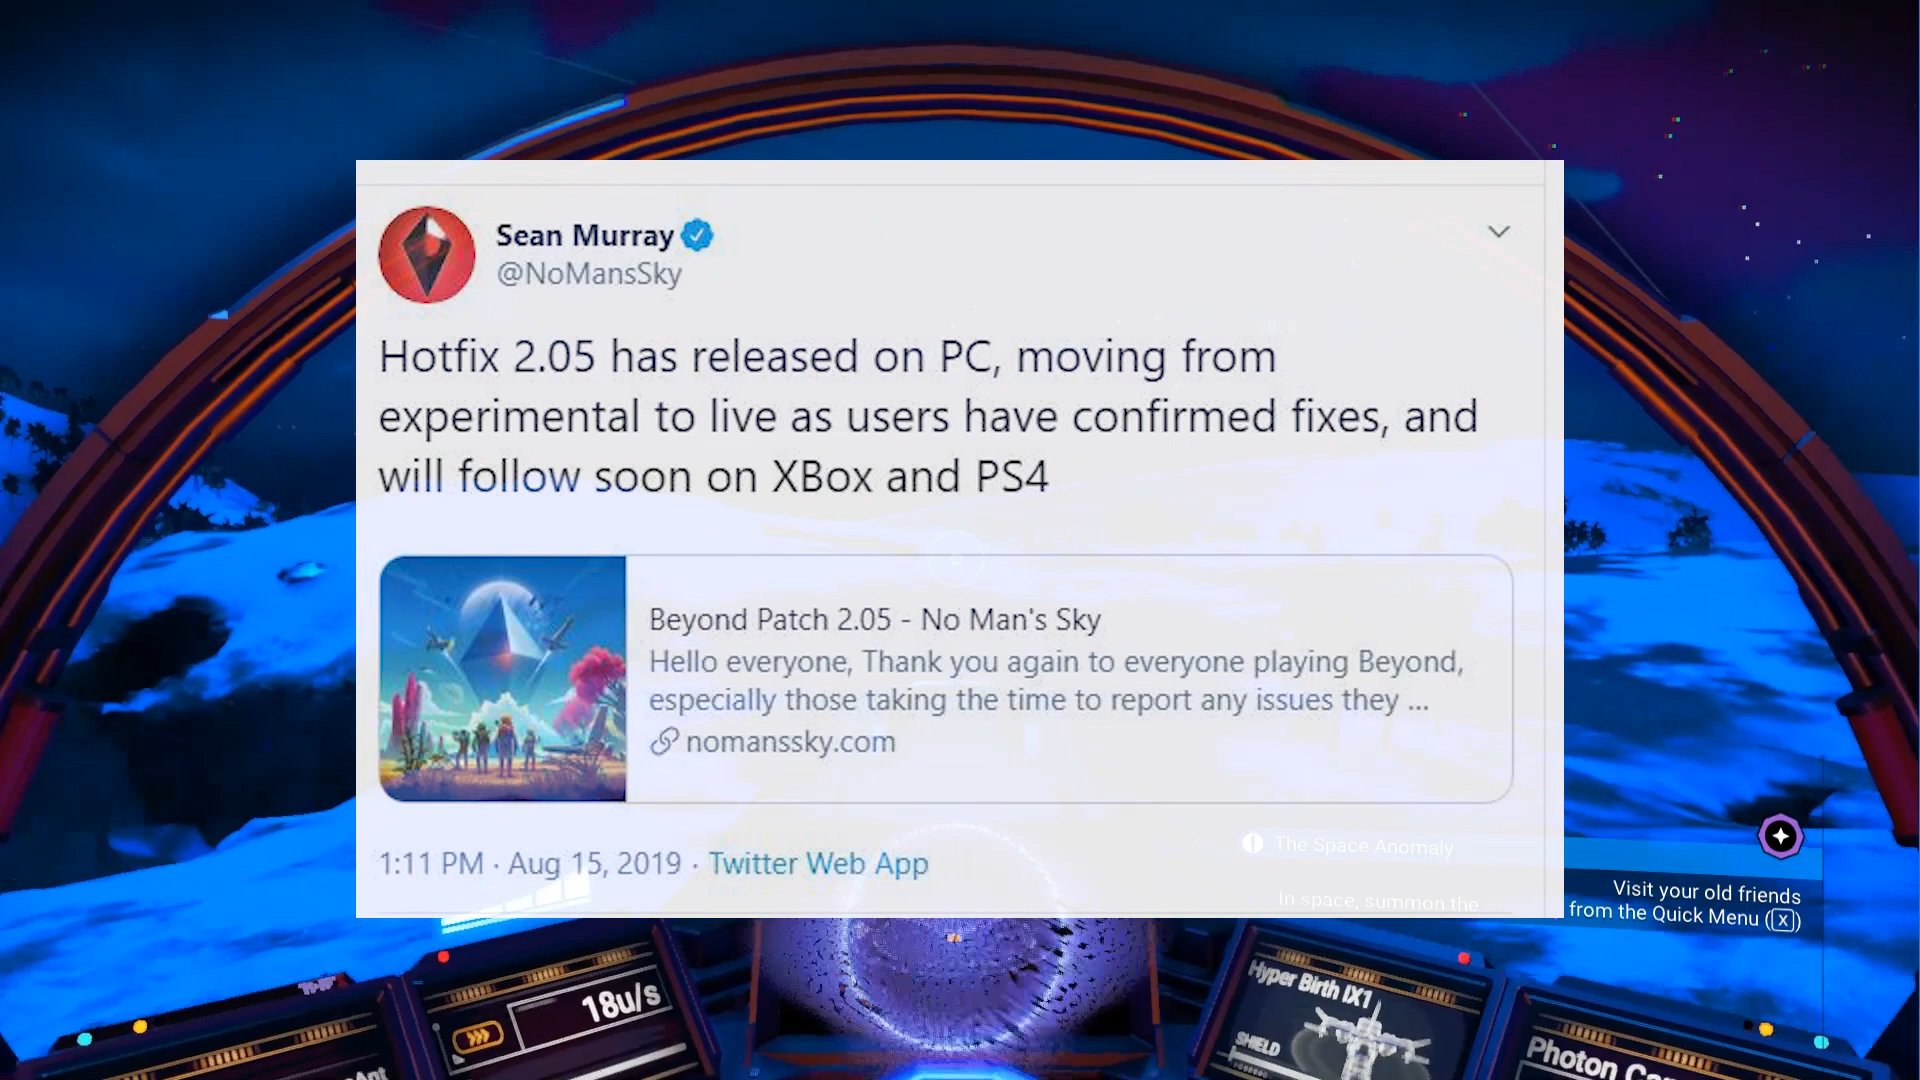 Sean Murray
@NoMansSky
Hotfix 2.05 has released on PC, moving from
experimental to live as users have confirmed fixes, and
will follow soon on XBox and PS4
Beyond Patch 2.05 - No Man's Sky
Hello everyone, Thank you again to everyone playing Beyond,
especially those taking the time to report any issues they ...
nomanssky.com
1:11 PM · Aug 15, 2019 · Twitter Web App
The Space Anomaly
In space, summon the
Visit your old friends
from the Quick Menu (X)
18u/s
Hyper Birth IX1
SHIELD
Photon